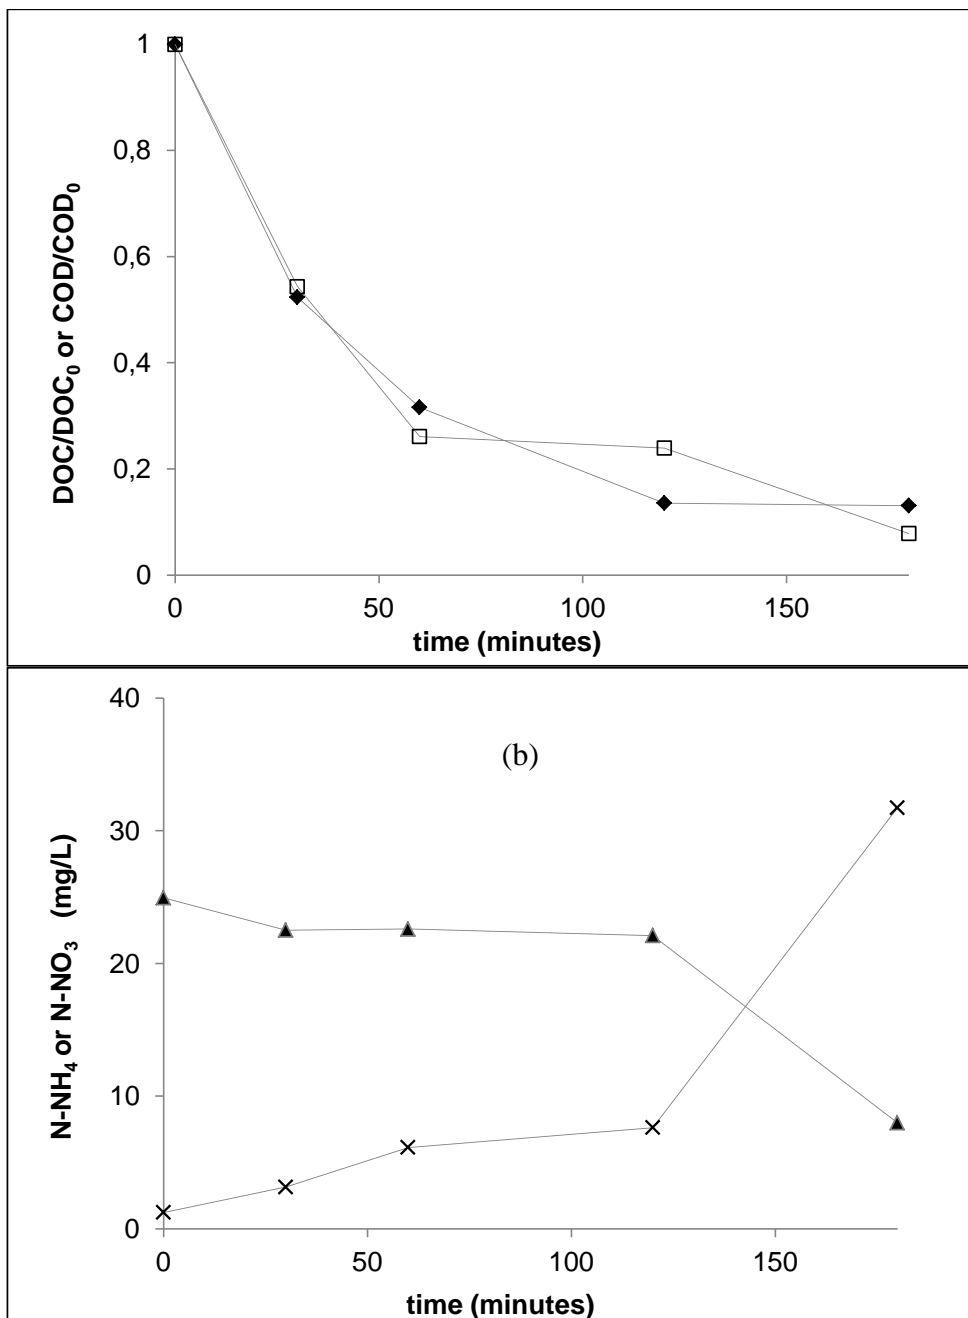 DOC/DOC₀ or COD/COD₀
1
0,8
0,6
0,4
0,2
0
0 50 100 150
time (minutes)
(b)
N-NH₄ or N-NO₃ (mg/L)
40
30
20
10
0
0 50 100 150
time (minutes)